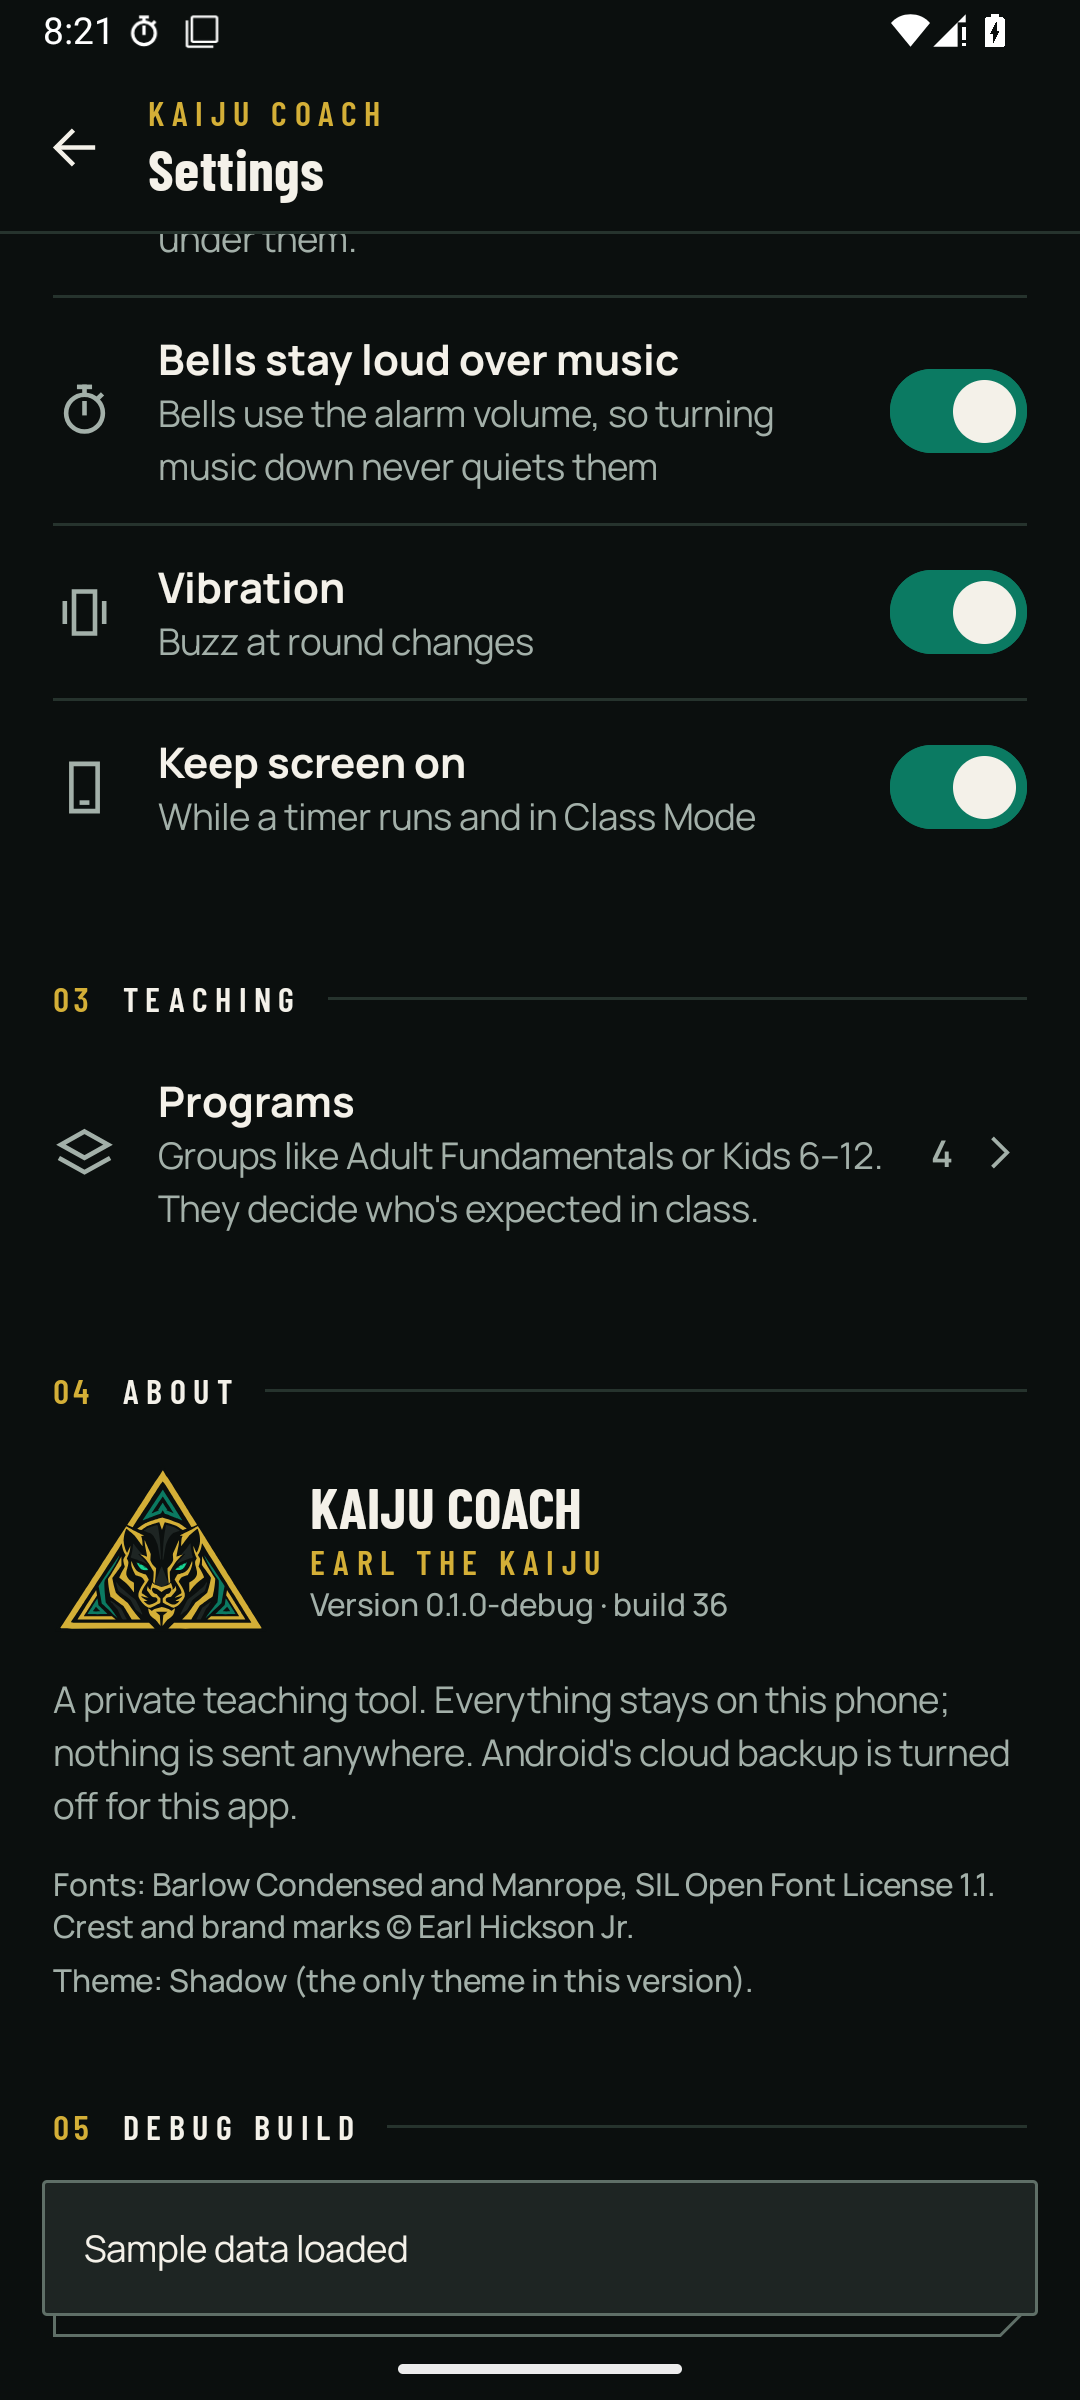 8:21
KAIJU COACH
Settings
under them.
Bells stay loud over music
Bells use the alarm volume, so turning
music down never quiets them
Vibration
Buzz at round changes
Keep screen on
While a timer runs and in Class Mode
03 TEACHING
Programs
Groups like Adult Fundamentals or Kids 6–12.
They decide who's expected in class.
4
04 ABOUT
KAIJU COACH
EARL THE KAIJU
Version 0.1.0-debug · build 36
A private teaching tool. Everything stays on this phone;
nothing is sent anywhere. Android's cloud backup is turned
off for this app.
Fonts: Barlow Condensed and Manrope, SIL Open Font License 1.1.
Crest and brand marks © Earl Hickson Jr.
Theme: Shadow (the only theme in this version).
05 DEBUG BUILD
Sample data loaded